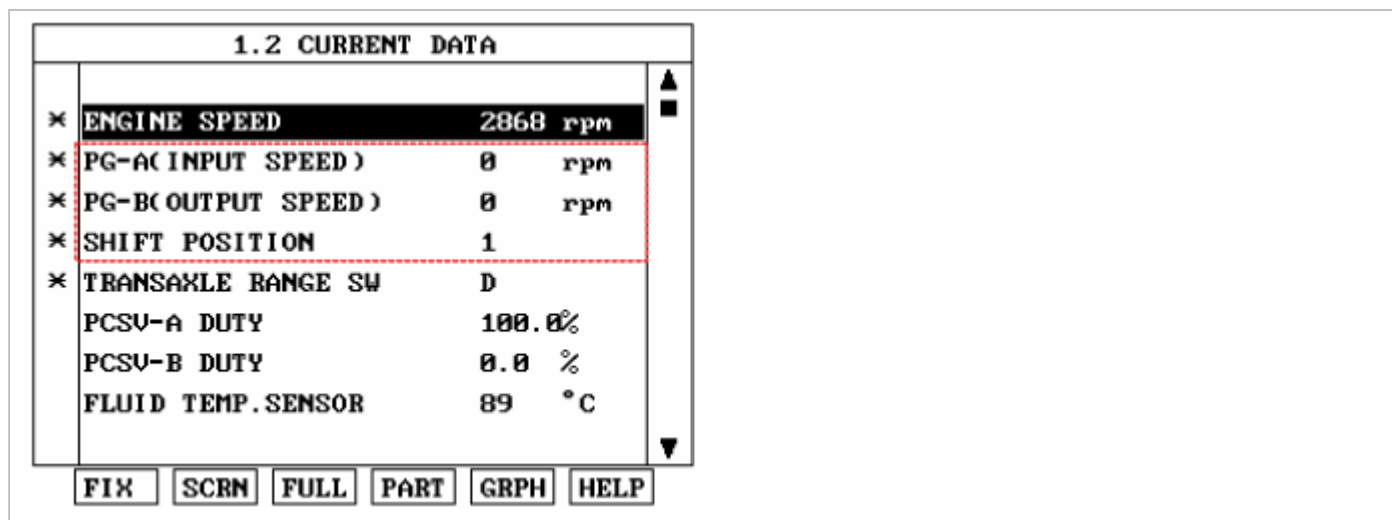 1.2 CURRENT DATA
* ENGINE SPEED 2868 rpm
* PG-A(INPUT SPEED) 0 rpm
* PG-B(OUTPUT SPEED) 0 rpm
* SHIFT POSITION 1
* TRANSAXLE RANGE SW D
PCSV-A DUTY 100.0%
PCSV-B DUTY 0.0 %
FLUID TEMP.SENSOR 89 °C
FIX SCRN FULL PART GRPH HELP